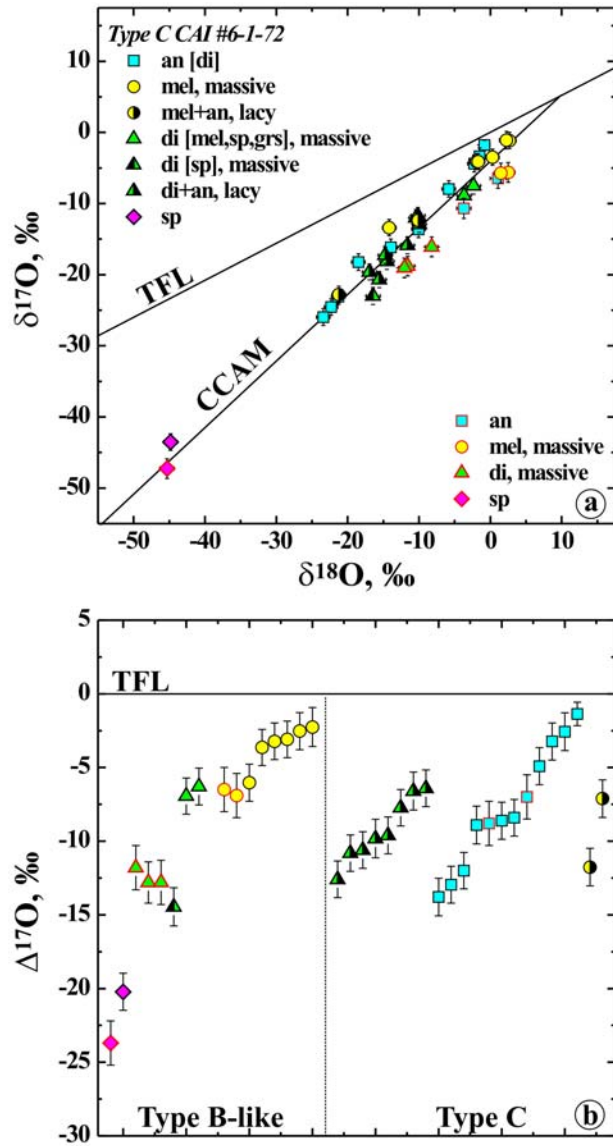 Type C CAI #6-1-72
an [di]
mel, massive
mel+an, lacy
di [mel,sp,grs], massive
di [sp], massive
di+an, lacy
sp
TFL
CCAM
an
mel, massive
di, massive
sp
a
10
0
-10
-20
-30
-40
-50
δ¹⁷O, ‰
-50 -40 -30 -20 -10 0 10
δ¹⁸O, ‰
5
0
-5
-10
-15
-20
-25
-30
Δ¹⁷O, ‰
TFL
Type B-like
Type C
b